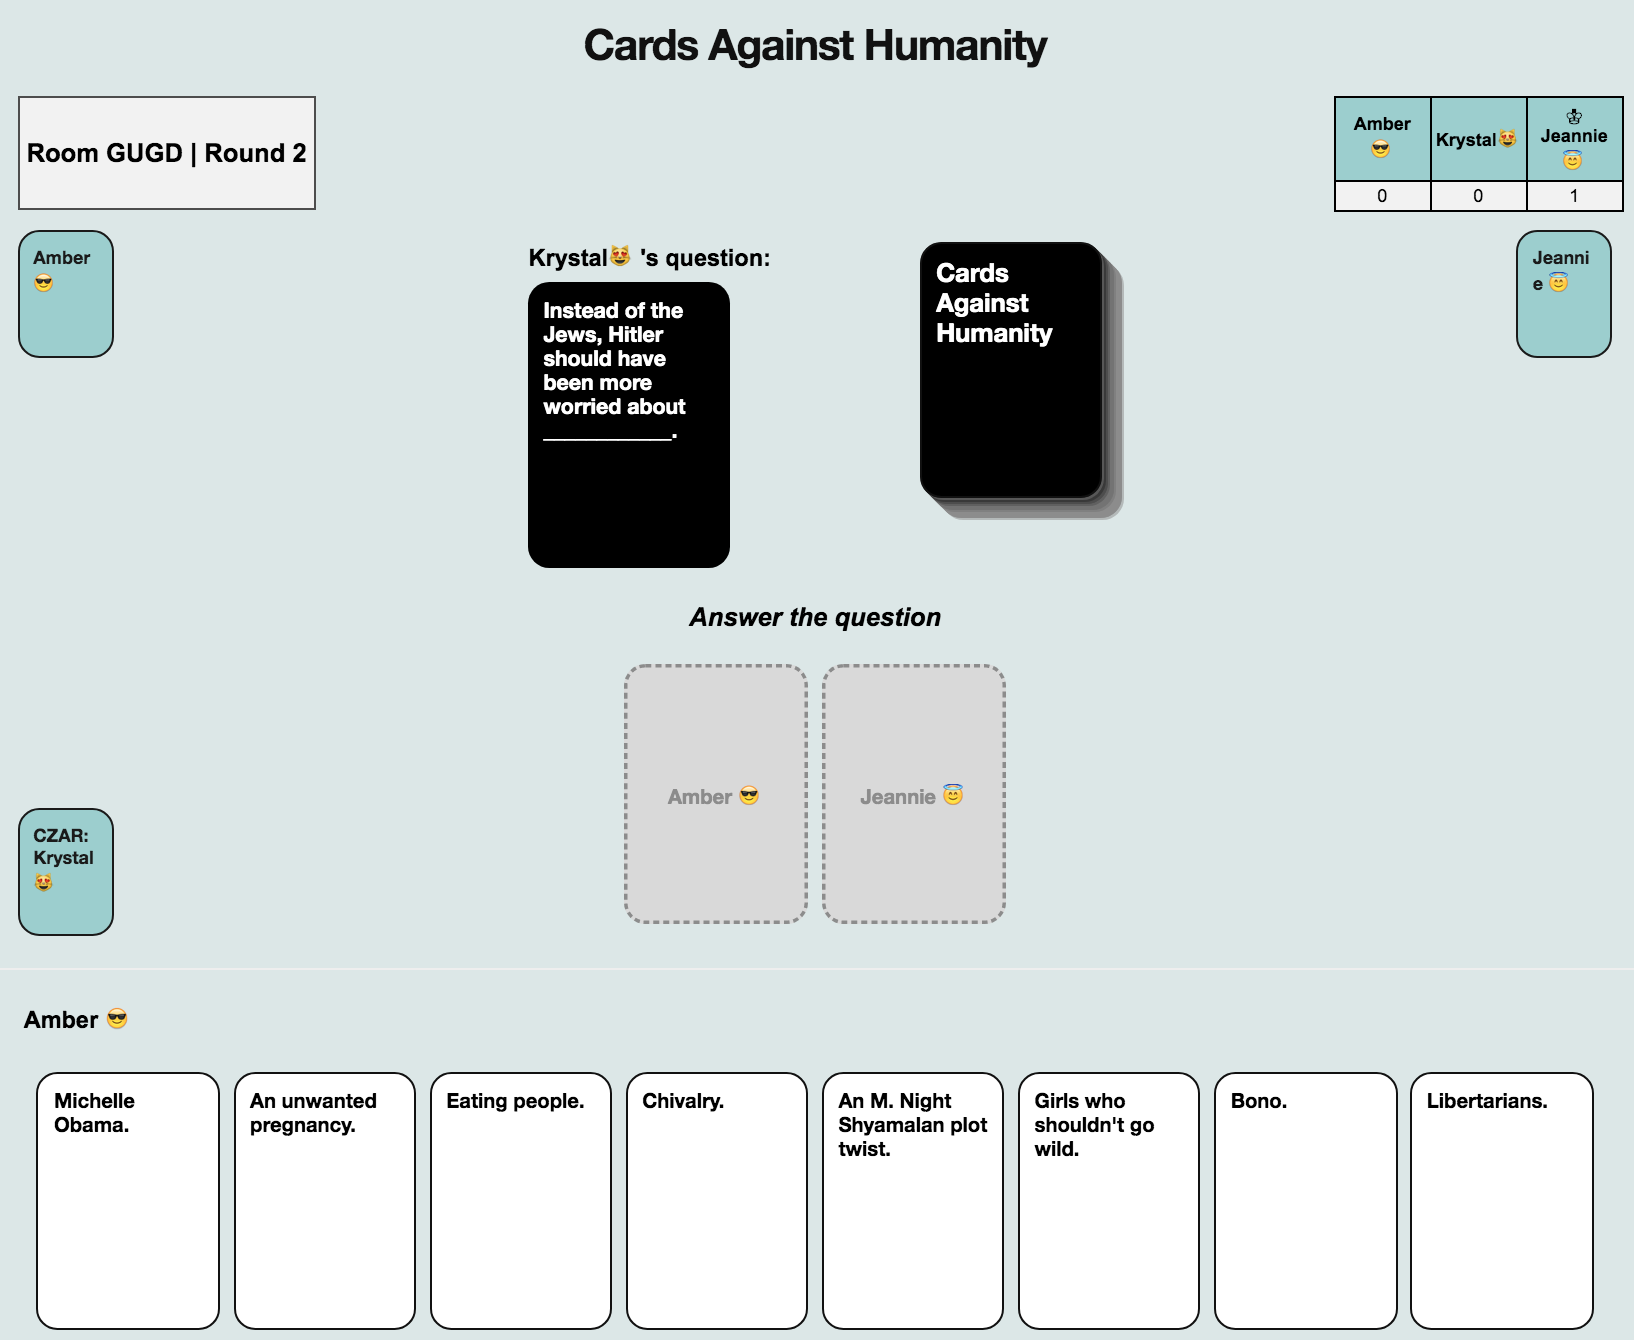 Cards Against Humanity
Room GUGD | Round 2
Amber
😎
Krystal😻
♔
Jeannie
😇
0
0
1
Amber
😎
Krystal😻 's question:
Instead of the
Jews, Hitler
should have
been more
worried about
____________.
Cards
Against
Humanity
Jeanni
e 😇
Answer the question
Amber 😎
Jeannie 😇
CZAR:
Krystal
😻
Amber 😎
Michelle
Obama.
An unwanted
pregnancy.
Eating people.
Chivalry.
An M. Night
Shyamalan plot
twist.
Girls who
shouldn't go
wild.
Bono.
Libertarians.